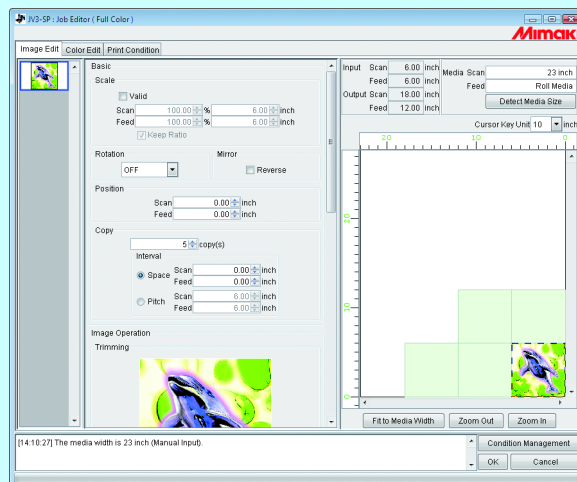 JV3-SP : Job Editor ( Full Color )
Mimaki
Image Edit Color Edit Print Condition
Basic
Scale
Valid
Scan 100.00 % 6.00 inch
Feed 100.00 % 6.00 inch
Keep Ratio
Rotation Mirror
OFF Reverse
Position
Scan 0.00 inch
Feed 0.00 inch
Copy
5 copy(s)
Interval
Space Scan 0.00 inch
Feed 0.00 inch
Pitch Scan 6.00 inch
Feed 6.00 inch
Image Operation
Trimming
Input Scan 6.00 inch
Feed 6.00 inch
Output Scan 18.00 inch
Feed 12.00 inch
Media Scan 23 inch
Feed Roll Media
Detect Media Size
Cursor Key Unit 10 inch
20 10 0
20
10
0
Fit to Media Width Zoom Out Zoom In
[14:10:27] The media width is 23 inch (Manual Input).
Condition Management
OK Cancel